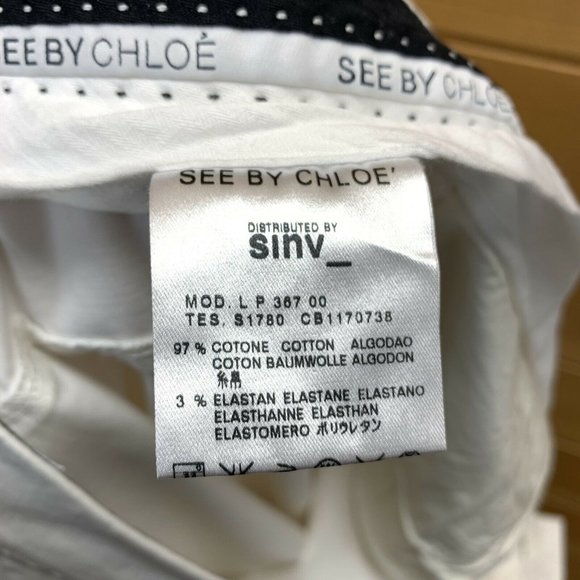 SEE BY CHLOÉ
SEE BY CHLOÉ
SEE BY CHLOE'
DISTRIBUTED BY
sinv_
MOD. L P 367 00
TES. S1780 CB1170738
97 % COTONE COTTON ALGODAO
COTON BAUMWOLLE ALGODON
綿
3 % ELASTAN ELASTANE ELASTANO
ELASTHANNE ELASTHAN
ELASTOMERO ポリウレタン